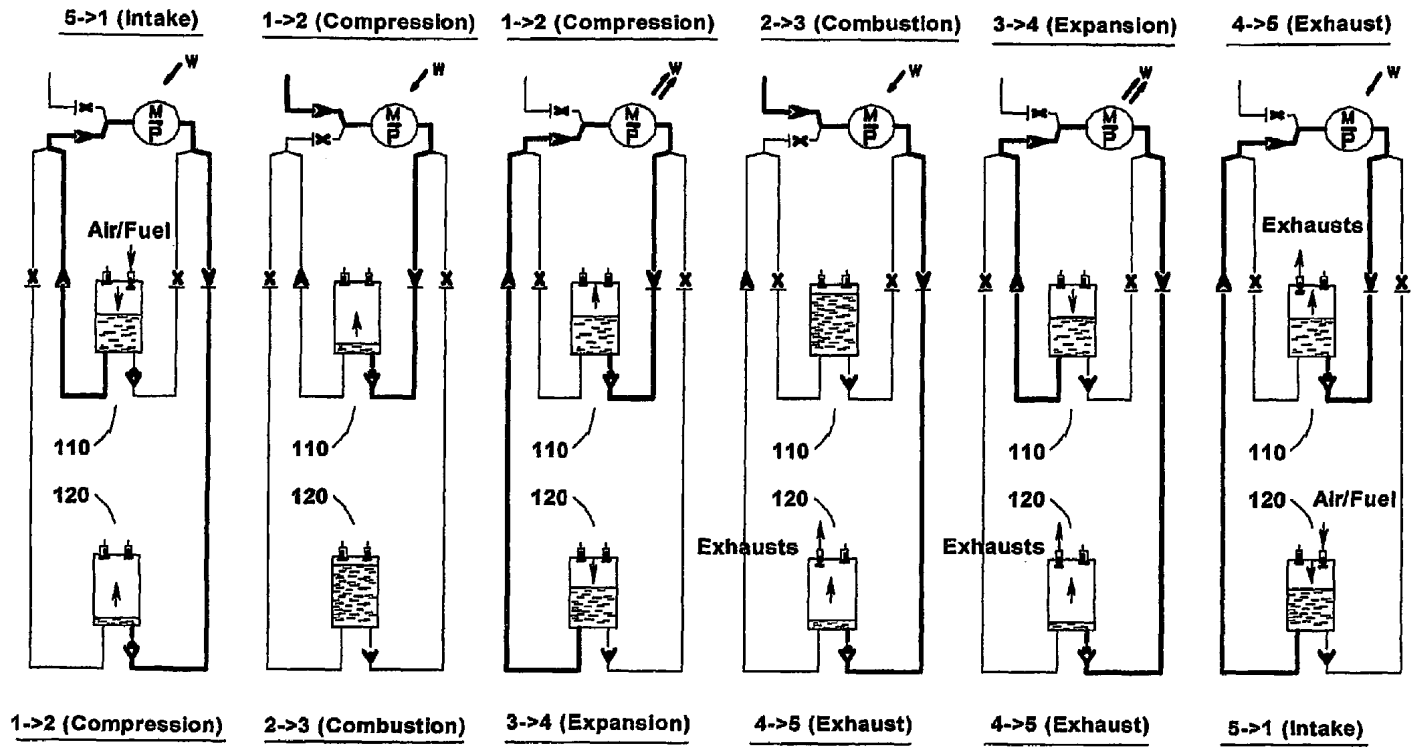 5->1 (Intake) 1->2 (Compression) 1->2 (Compression) 2->3 (Combustion) 3->4 (Expansion) 4->5 (Exhaust)
W W W W W W
M/P M/P M/P M/P M/P M/P
Air/Fuel Exhausts
X X X X X X X X X X X X
110 110 110 110 110 110
120 120 120 120 120 120 Air/Fuel
Exhausts Exhausts
1->2 (Compression) 2->3 (Combustion) 3->4 (Expansion) 4->5 (Exhaust) 4->5 (Exhaust) 5->1 (Intake)